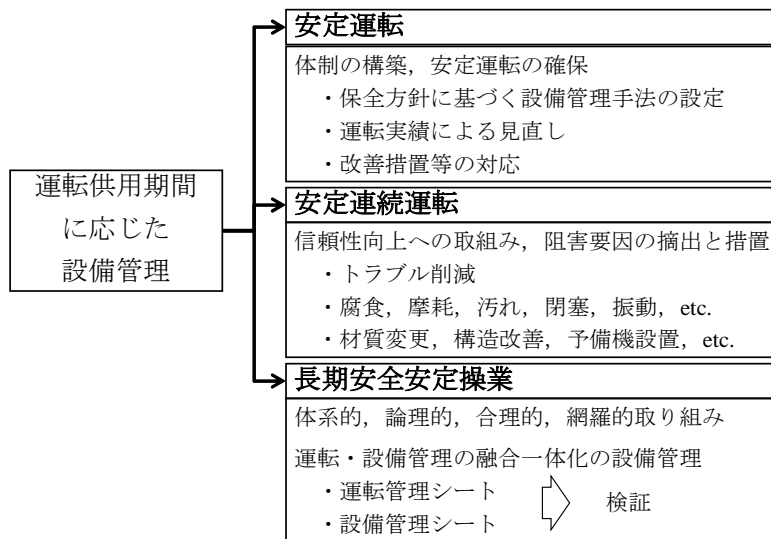 運転供用期間
に応じた
設備管理
安定運転
体制の構築，安定運転の確保
・保全方針に基づく設備管理手法の設定
・運転実績による見直し
・改善措置等の対応
安定連続運転
信頼性向上への取組み，阻害要因の摘出と措置
・トラブル削減
・腐食，摩耗，汚れ，閉塞，振動，etc.
・材質変更，構造改善，予備機設置，etc.
長期安全安定操業
体系的，論理的，合理的，網羅的取り組み
運転・設備管理の融合一体化の設備管理
・運転管理シート
・設備管理シート
検証